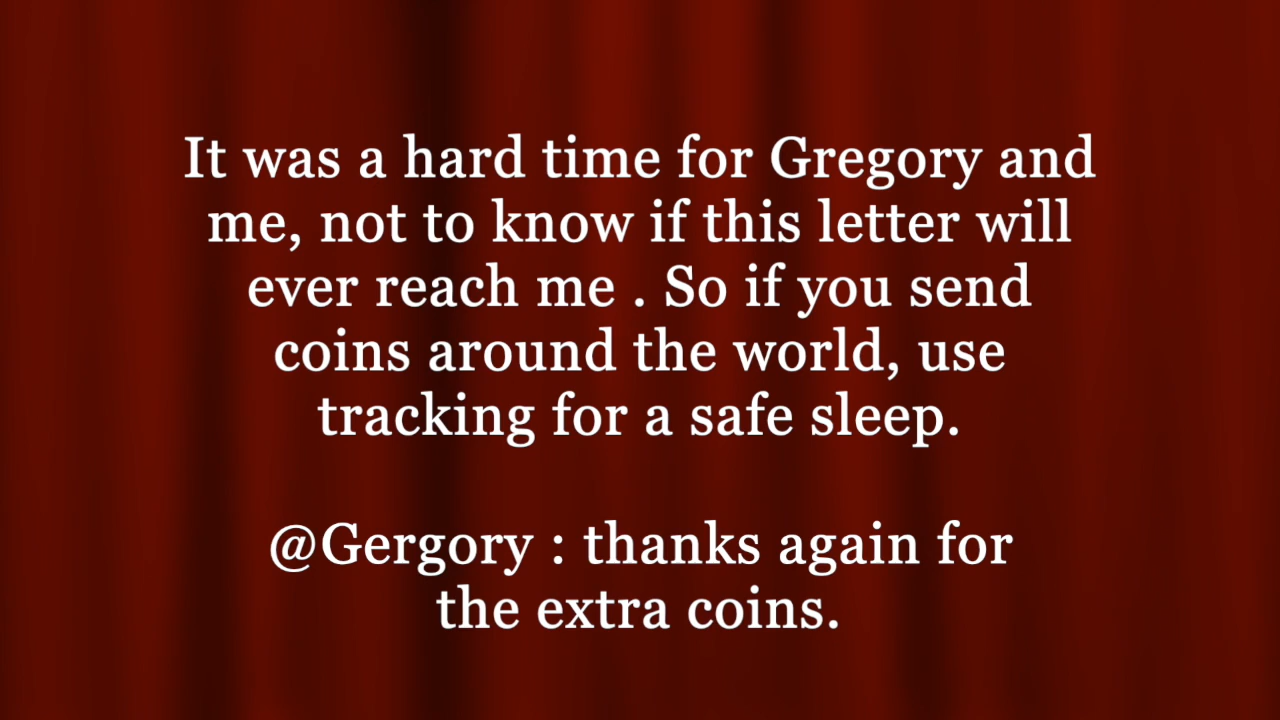 It was a hard time for Gregory and
me, not to know if this letter will
ever reach me . So if you send
coins around the world, use
tracking for a safe sleep.
@Gergory : thanks again for
the extra coins.